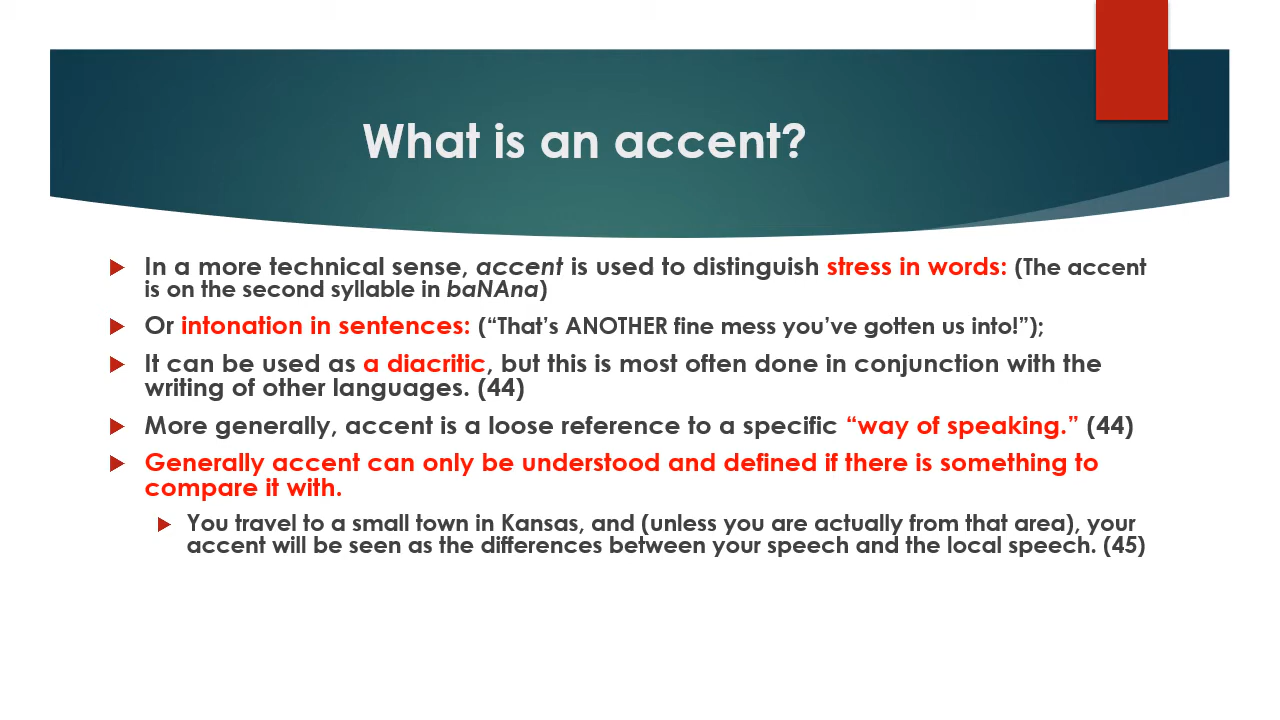 What is an accent?
In a more technical sense, accent is used to distinguish stress in words: (The accent
is on the second syllable in baNAna)
Or intonation in sentences: (“That’s ANOTHER fine mess you’ve gotten us into!”);
It can be used as a diacritic, but this is most often done in conjunction with the
writing of other languages. (44)
More generally, accent is a loose reference to a specific “way of speaking.” (44)
Generally accent can only be understood and defined if there is something to
compare it with.
You travel to a small town in Kansas, and (unless you are actually from that area), your
accent will be seen as the differences between your speech and the local speech. (45)